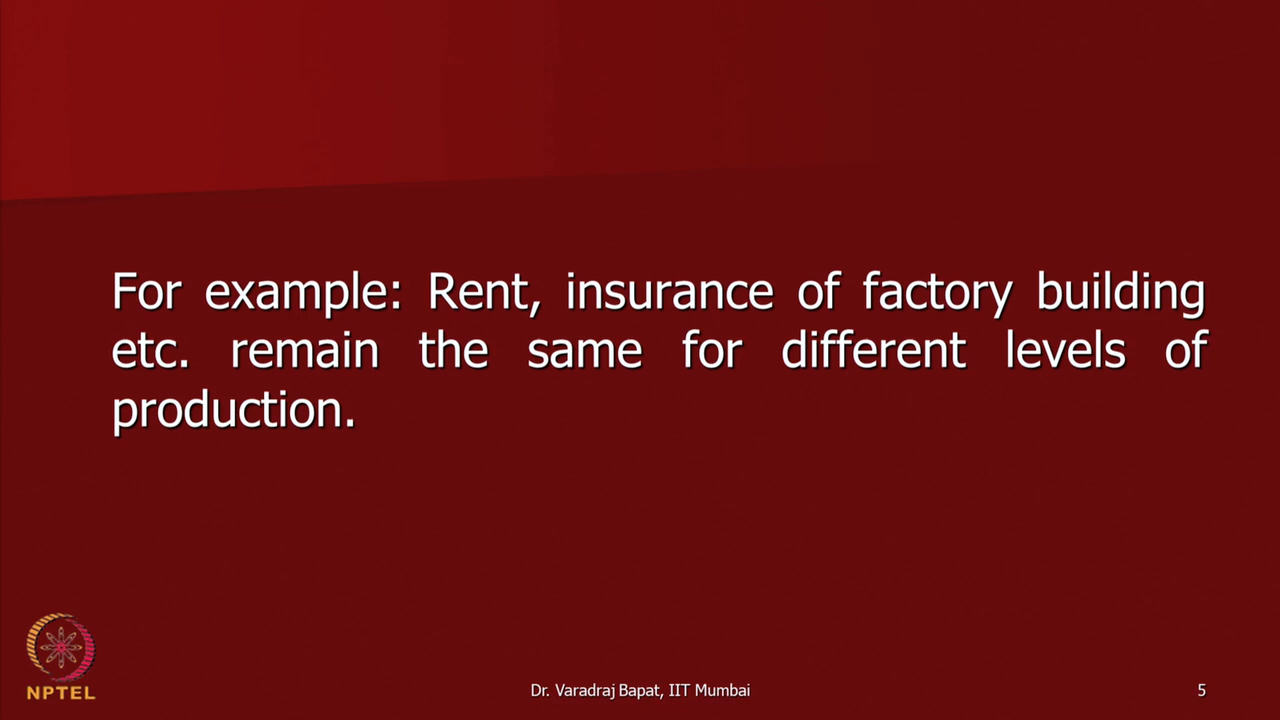 For example: Rent, insurance of factory building
etc. remain the same for different levels of
production.
NPTEL
Dr. Varadraj Bapat, IIT Mumbai
5